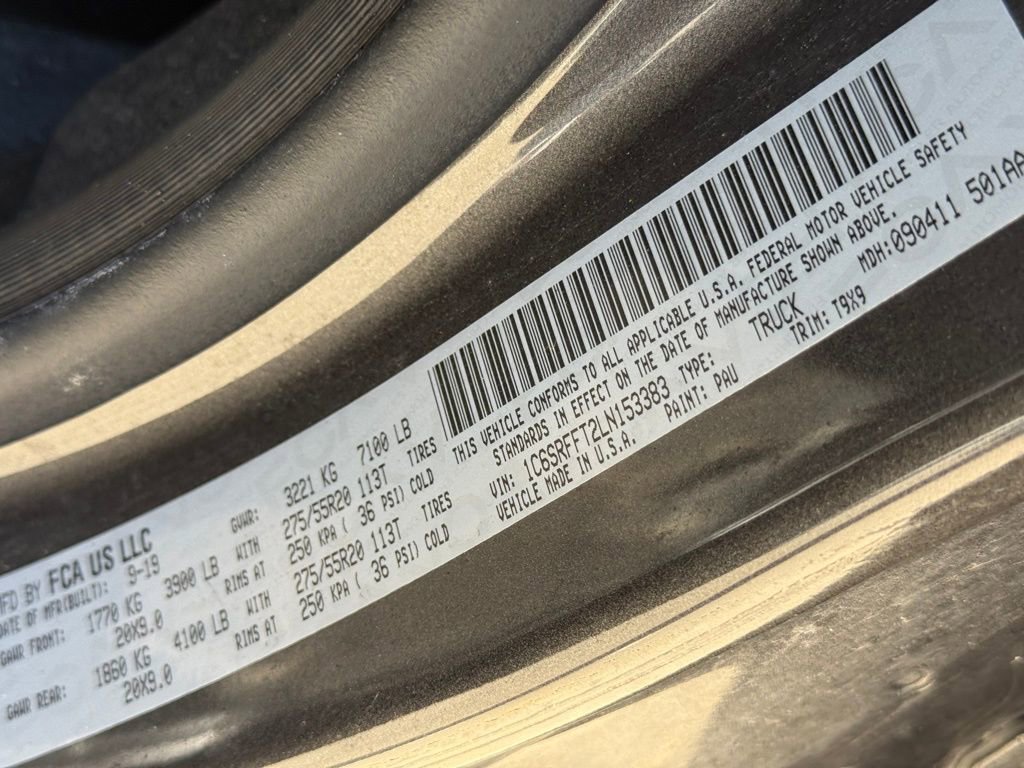 MFD BY FCA US LLC
DATE OF MFR(BUILT): 9-19 GVWR: 3221 KG 7100 LB
GAWR FRONT: 1770 KG 3900 LB WITH 275/55R20 113T TIRES
20X9.0 RIMS AT 250 KPA ( 36 PSI) COLD
GAWR REAR: 1860 KG 4100 LB WITH 275/55R20 113T TIRES
20X9.0 RIMS AT 250 KPA ( 36 PSI) COLD
THIS VEHICLE CONFORMS TO ALL APPLICABLE U.S.A. FEDERAL MOTOR VEHICLE SAFETY
STANDARDS IN EFFECT ON THE DATE OF MANUFACTURE SHOWN ABOVE.
VIN: 1C6SRFFT2LN153383 TYPE: TRUCK MDH:090411 501AA
VEHICLE MADE IN U.S.A. PAINT: PAU TRIM: T9X9